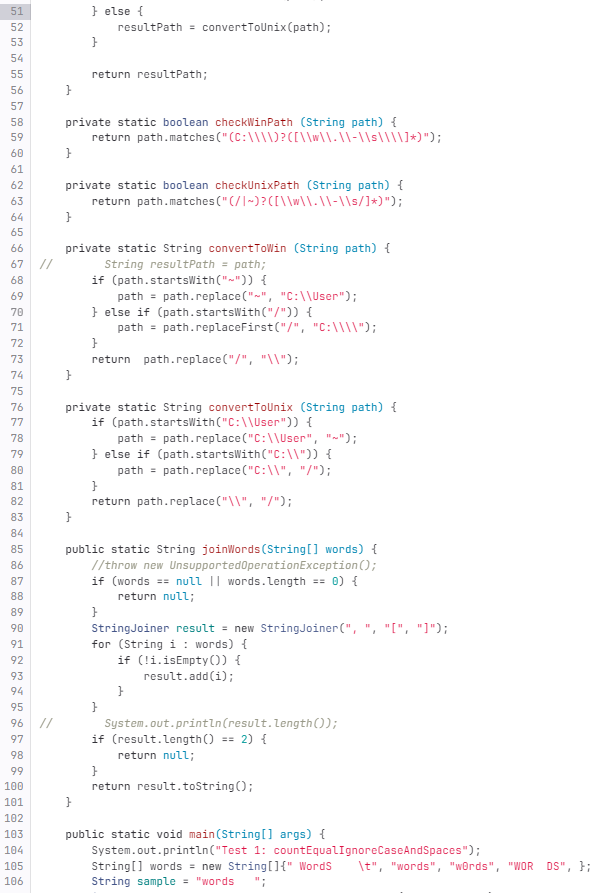 51         } else {
52             resultPath = convertToUnix(path);
53         }
54
55         return resultPath;
56     }
57
58     private static boolean checkWinPath (String path) {
59         return path.matches("(C:\\\\)?([\\w\\.\\-\\s\\\\]*)");
60     }
61
62     private static boolean checkUnixPath (String path) {
63         return path.matches("(/|~)?([\\w\\.\\-\\s/]*)");
64     }
65
66     private static String convertToWin (String path) {
67 //        String resultPath = path;
68         if (path.startsWith("~")) {
69             path = path.replace("~", "C:\\User");
70         } else if (path.startsWith("/")) {
71             path = path.replaceFirst("/", "C:\\\\");
72         }
73         return  path.replace("/", "\\");
74     }
75
76     private static String convertToUnix (String path) {
77         if (path.startsWith("C:\\User")) {
78             path = path.replace("C:\\User", "~");
79         } else if (path.startsWith("C:\\")) {
80             path = path.replace("C:\\", "/");
81         }
82         return path.replace("\\", "/");
83     }
84
85     public static String joinWords(String[] words) {
86         //throw new UnsupportedOperationException();
87         if (words == null || words.length == 0) {
88             return null;
89         }
90         StringJoiner result = new StringJoiner(", ", "[", "]");
91         for (String i : words) {
92             if (!i.isEmpty()) {
93                 result.add(i);
94             }
95         }
96 //        System.out.println(result.length());
97         if (result.length() == 2) {
98             return null;
99         }
100         return result.toString();
101     }
102
103     public static void main(String[] args) {
104         System.out.println("Test 1: countEqualIgnoreCaseAndSpaces");
105         String[] words = new String[]{" WordS    \t", "words", "w0rds", "WOR  DS", };
106         String sample = "words   ";